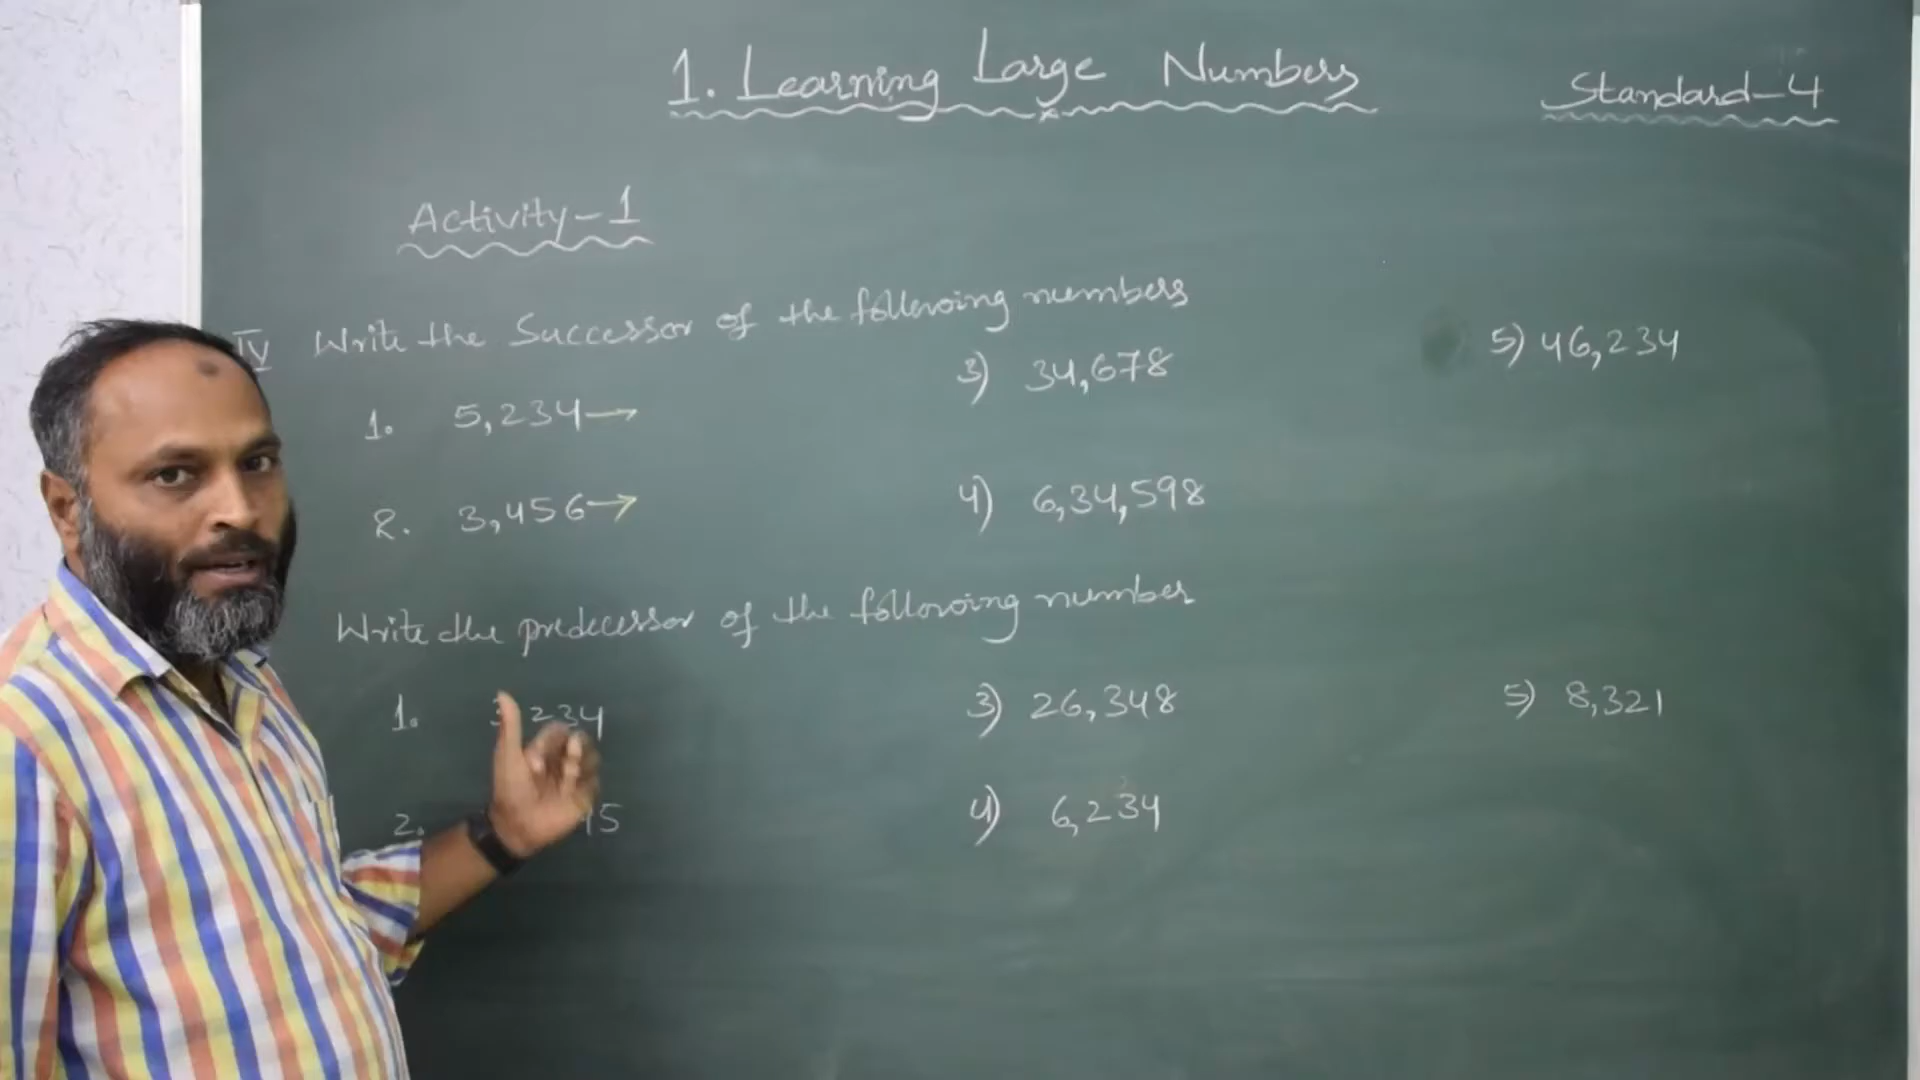 1. Learning Large Numbers
Standard-4
Activity-1
IV Write the Successor of the following numbers
1. 5,234→
2. 3,456→
3) 34,678
4) 6,34,598
5) 46,234
Write the predecessor of the following number
1. 3,234
2.
3) 26,348
4) 6,234
5) 8,321